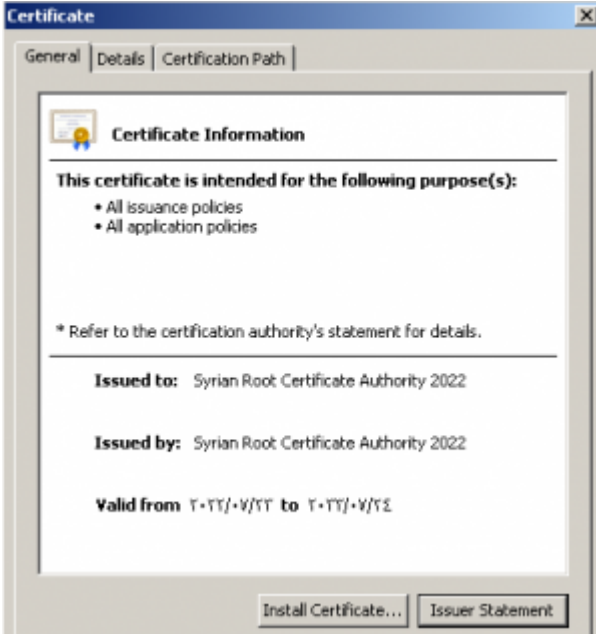 Certificate
General Details Certification Path
Certificate Information
This certificate is intended for the following purpose(s):
• All issuance policies
• All application policies
* Refer to the certification authority's statement for details.
Issued to: Syrian Root Certificate Authority 2022
Issued by: Syrian Root Certificate Authority 2022
Valid from ٢٠٢٢/٠٧/٢٣ to ٢٠٣٢/٠٧/٢٤
Install Certificate... Issuer Statement